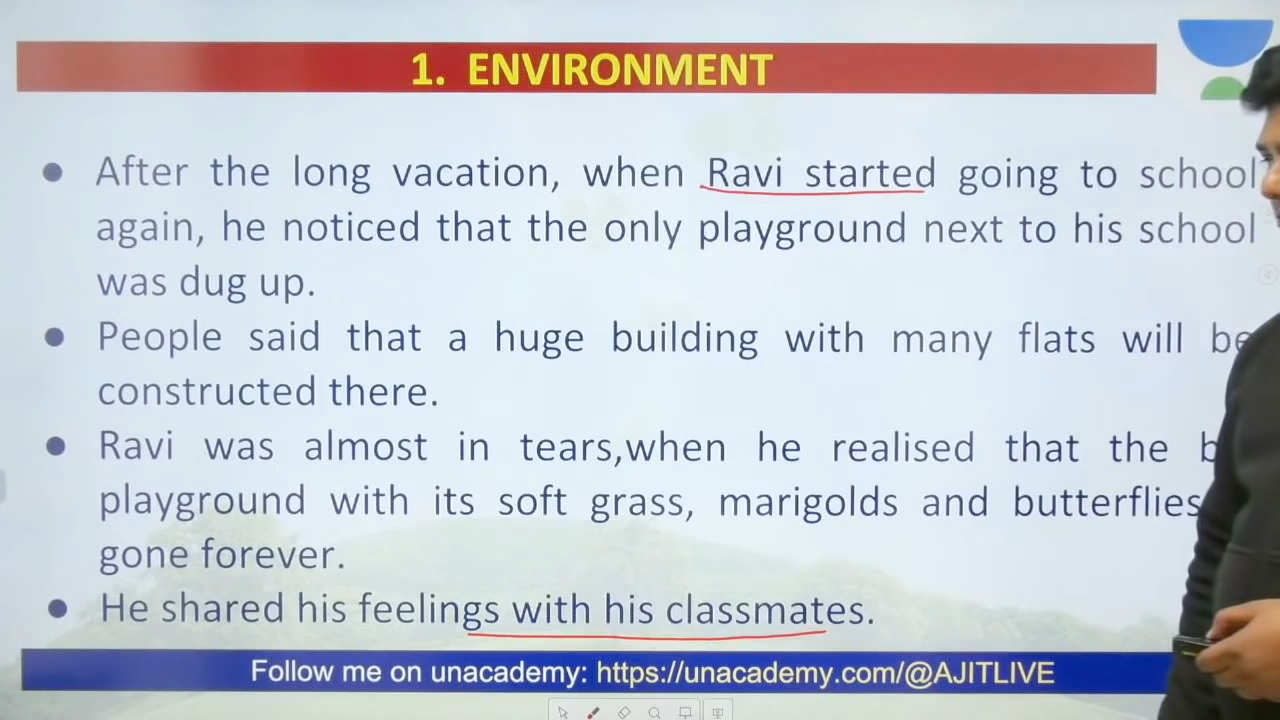 1. ENVIRONMENT
● After the long vacation, when Ravi started going to school
again, he noticed that the only playground next to his school
was dug up.
● People said that a huge building with many flats will be
constructed there.
● Ravi was almost in tears,when he realised that the
playground with its soft grass, marigolds and butterflies
gone forever.
● He shared his feelings with his classmates.
Follow me on unacademy: https://unacademy.com/@AJITLIVE